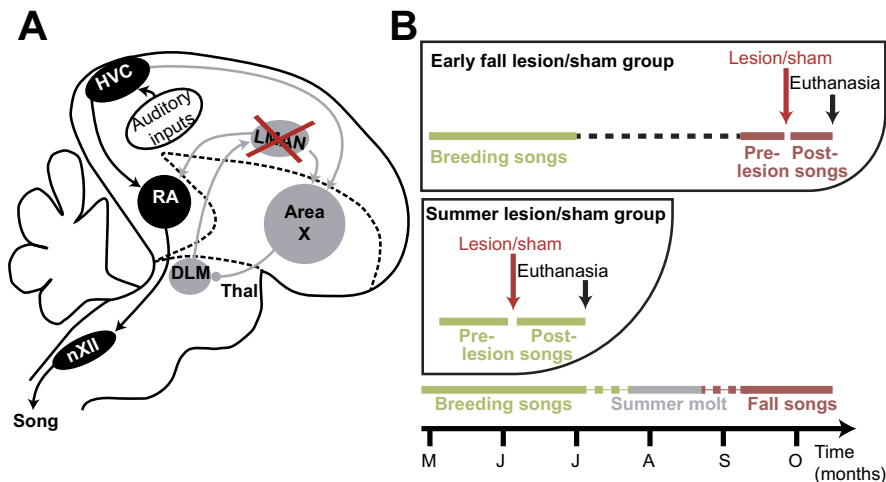 A
HVC
Auditory
inputs
LMAN
RA
Area
X
DLM
Thal
nXII
Song
B
Early fall lesion/sham group
Lesion/sham
Euthanasia
Breeding songs
Pre- Post-
lesion songs
Summer lesion/sham group
Lesion/sham
Euthanasia
Pre- Post-
lesion songs
Breeding songs Summer molt Fall songs
M J J A S O Time
(months)